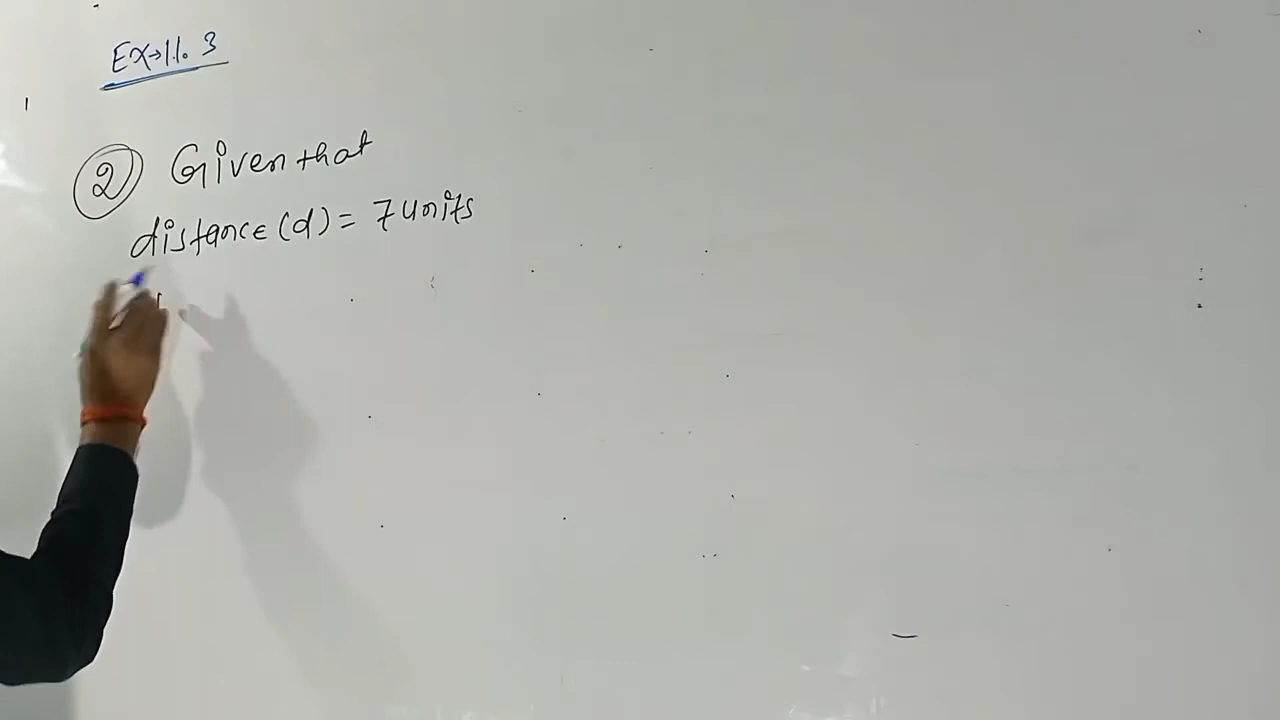 Ex→11.3
② Given that
distance (d) = 7 units